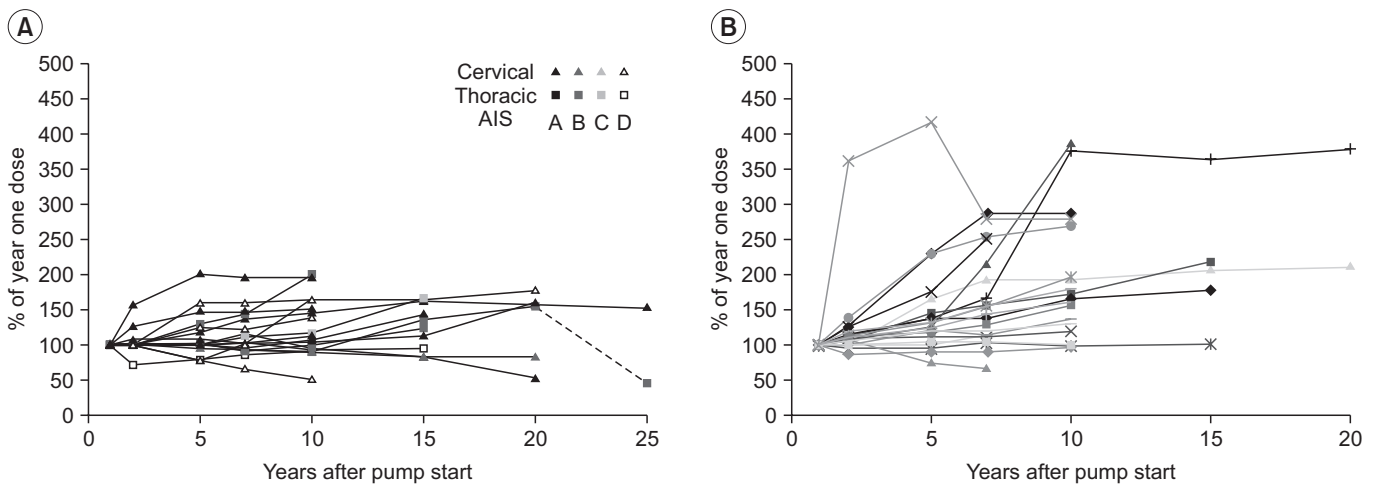 A
% of year one dose
500
450
400
350
300
250
200
150
100
50
0
0 5 10 15 20 25
Years after pump start
Cervical
Thoracic
AIS A B C D
B
% of year one dose
500
450
400
350
300
250
200
150
100
50
0
0 5 10 15 20
Years after pump start